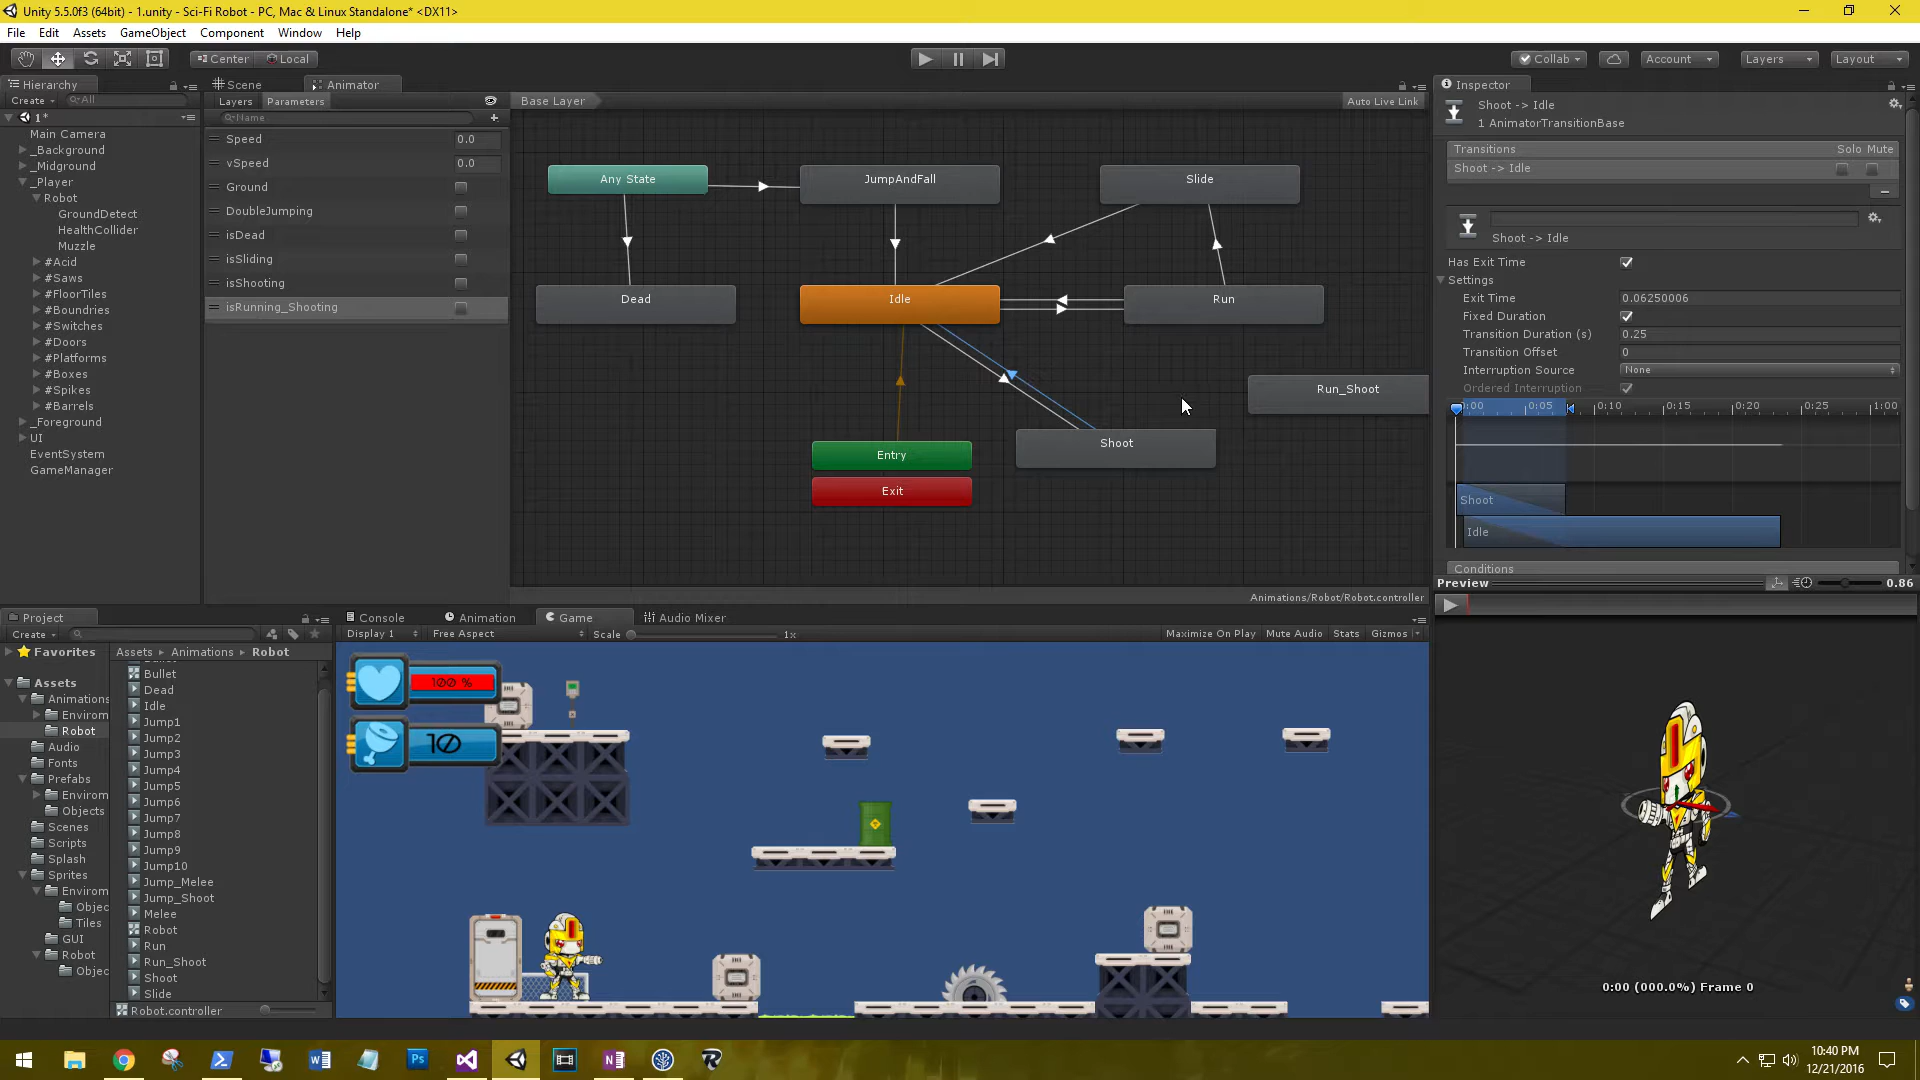 Unity 5.5.0f3 (64bit) - 1.unity - Sci-Fi Robot - PC, Mac & Linux Standalone* <DX11>
File Edit Assets GameObject Component Window Help
Center Local
Collab Account Layers Layout
Hierarchy
Create All
1*
Main Camera
_Background
_Midground
_Player
Robot
GroundDetect
HealthCollider
Muzzle
#Acid
#Saws
#FloorTiles
#Boundries
#Switches
#Doors
#Platforms
#Boxes
#Spikes
#Barrels
_Foreground
UI
EventSystem
GameManager
Scene Animator
Layers Parameters
Name
Speed 0.0
vSpeed 0.0
Ground
DoubleJumping
isDead
isSliding
isShooting
isRunning_Shooting
Base Layer Auto Live Link
Any State
JumpAndFall
Slide
Dead
Idle
Run
Run_Shoot
Shoot
Entry
Exit
Animations/Robot/Robot.controller
Inspector
Shoot -> Idle
1 AnimatorTransitionBase
Transitions Solo Mute
Shoot -> Idle
Shoot -> Idle
Has Exit Time
Settings
Exit Time 0.06250006
Fixed Duration
Transition Duration (s) 0.25
Transition Offset 0
Interruption Source None
Ordered Interruption
0:00 0:05 0:10 0:15 0:20 0:25 1:00
Shoot
Idle
Conditions
Preview 0.86
0:00 (000.0%) Frame 0
Project
Create
Favorites
Assets
Animations
Envirom
Robot
Audio
Fonts
Prefabs
Envirom
Objects
Scenes
Scripts
Splash
Sprites
Envirom
Objec
Tiles
GUI
Robot
Objec
Assets Animations Robot
Bullet
Dead
Idle
Jump1
Jump2
Jump3
Jump4
Jump5
Jump6
Jump7
Jump8
Jump9
Jump10
Jump_Melee
Jump_Shoot
Melee
Robot
Run
Run_Shoot
Shoot
Slide
Robot.controller
Console Animation Game Audio Mixer
Display 1 Free Aspect Scale 1x Maximize On Play Mute Audio Stats Gizmos
100 %
10
10:40 PM
12/21/2016